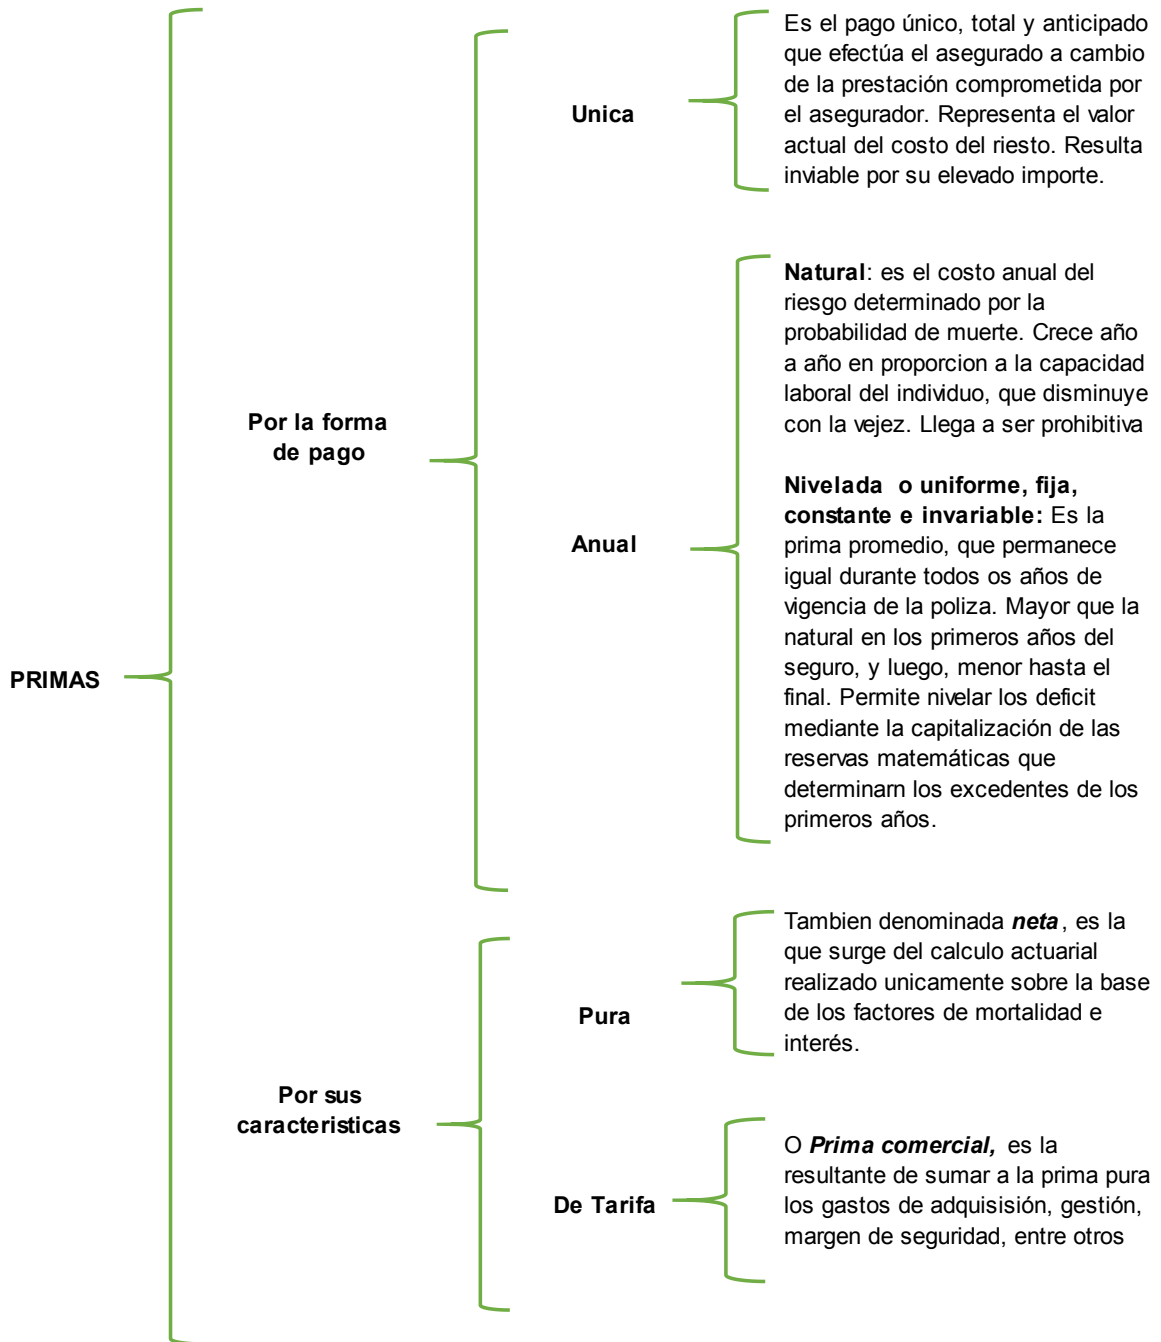 PRIMAS
Por la forma
de pago
Unica
Es el pago único, total y anticipado
que efectúa el asegurado a cambio
de la prestación comprometida por
el asegurador. Representa el valor
actual del costo del riesto. Resulta
inviable por su elevado importe.
Anual
Natural: es el costo anual del
riesgo determinado por la
probabilidad de muerte. Crece año
a año en proporcion a la capacidad
laboral del individuo, que disminuye
con la vejez. Llega a ser prohibitiva
Nivelada o uniforme, fija,
constante e invariable: Es la
prima promedio, que permanece
igual durante todos os años de
vigencia de la poliza. Mayor que la
natural en los primeros años del
seguro, y luego, menor hasta el
final. Permite nivelar los deficit
mediante la capitalización de las
reservas matemáticas que
determinarn los excedentes de los
primeros años.
Por sus
caracteristicas
Pura
Tambien denominada neta, es la
que surge del calculo actuarial
realizado unicamente sobre la base
de los factores de mortalidad e
interés.
De Tarifa
O Prima comercial, es la
resultante de sumar a la prima pura
los gastos de adquisisión, gestión,
margen de seguridad, entre otros